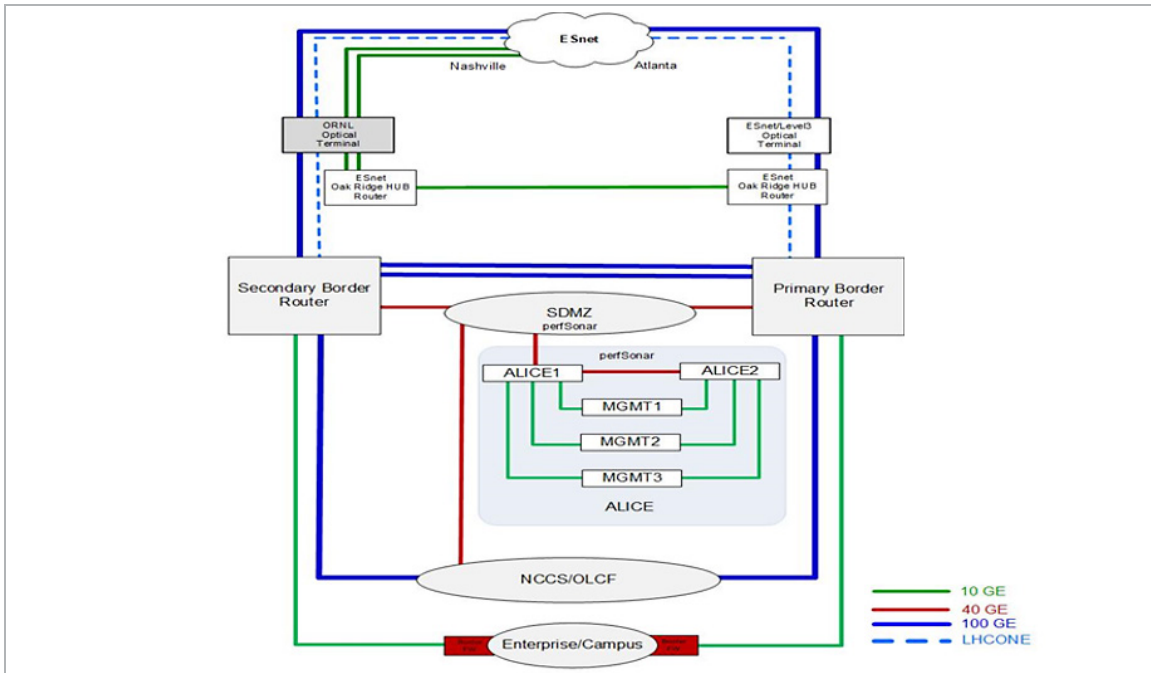 ESnet
Nashville
Atlanta
ORNL
Optical
Terminal
ESnet/Level3
Optical
Terminal
ESnet
Oak Ridge HUB
Router
ESnet
Oak Ridge HUB
Router
Secondary Border
Router
Primary Border
Router
SDMZ
perfSonar
perfSonar
ALICE1
ALICE2
MGMT1
MGMT2
MGMT3
ALICE
NCCS/OLCF
Enterprise/Campus
10 GE
40 GE
100 GE
LHCONE